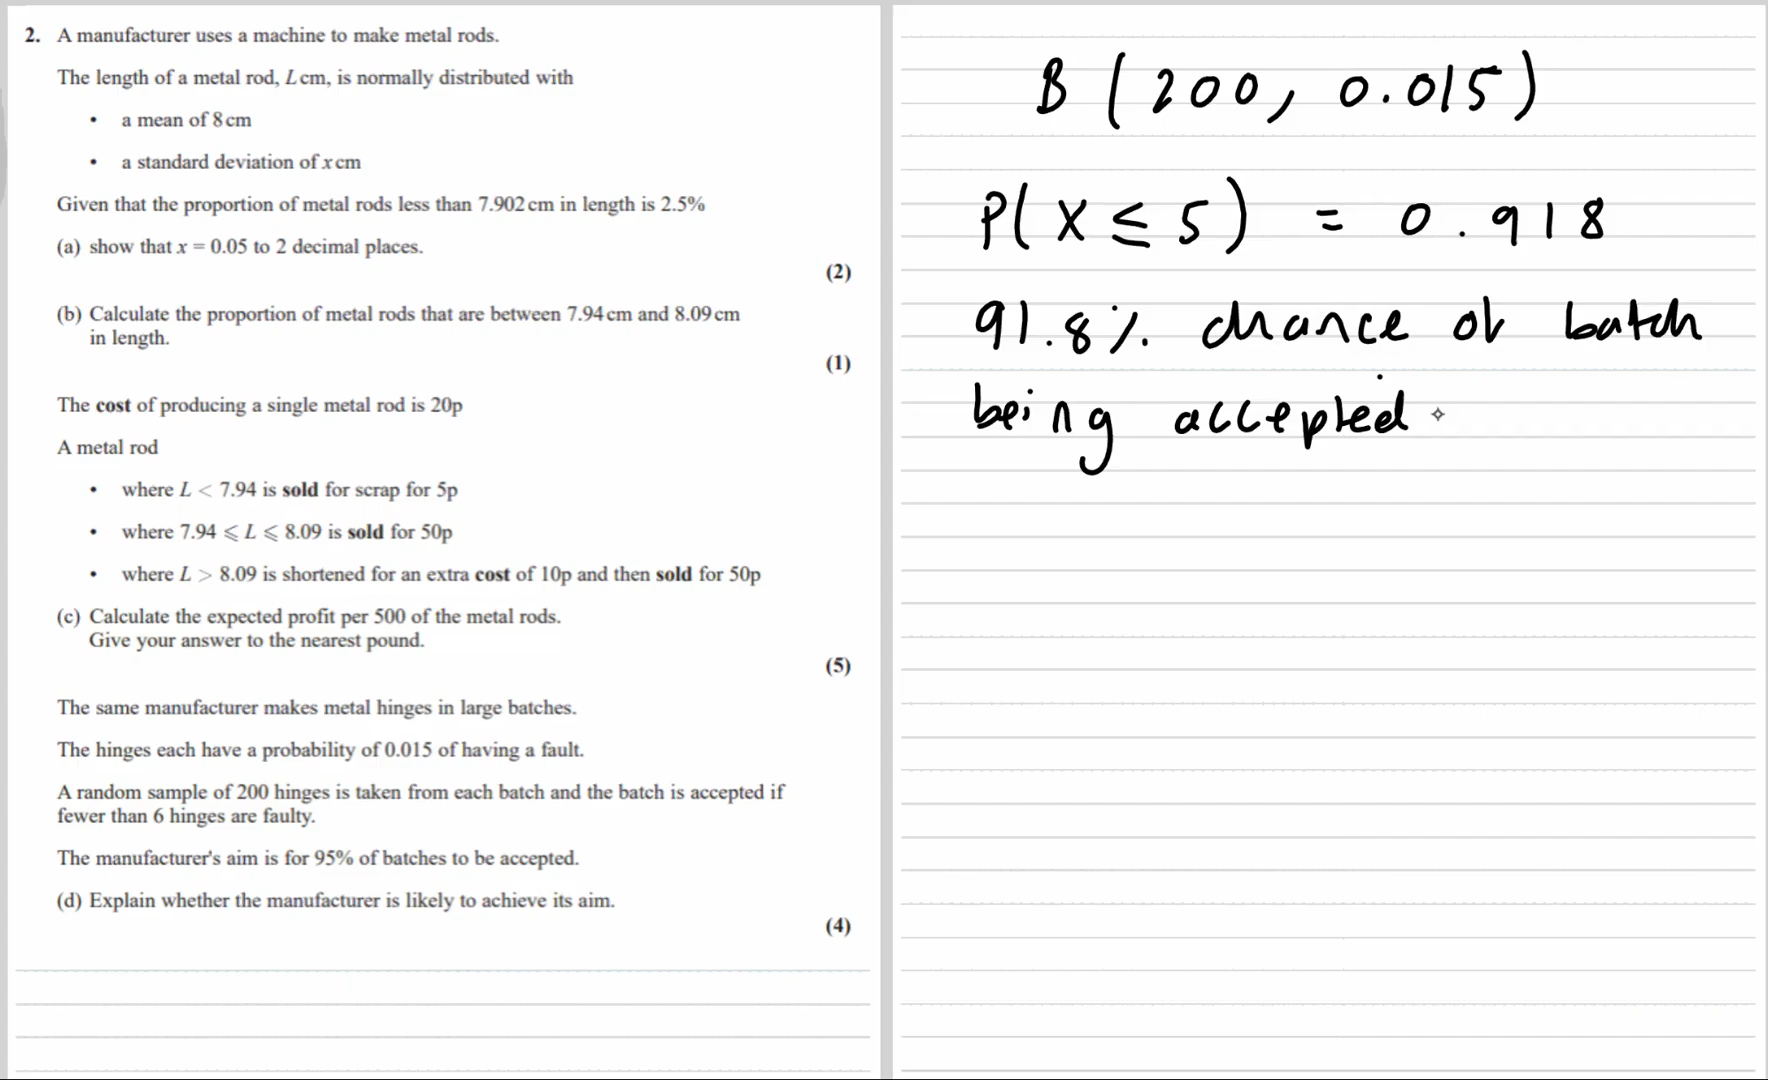 2. A manufacturer uses a machine to make metal rods.
The length of a metal rod, L cm, is normally distributed with
• a mean of 8 cm
• a standard deviation of x cm
Given that the proportion of metal rods less than 7.902 cm in length is 2.5%
(a) show that x = 0.05 to 2 decimal places.
(2)
(b) Calculate the proportion of metal rods that are between 7.94 cm and 8.09 cm
in length.
(1)
The cost of producing a single metal rod is 20p
A metal rod
• where L < 7.94 is sold for scrap for 5p
• where 7.94 ⩽ L ⩽ 8.09 is sold for 50p
• where L > 8.09 is shortened for an extra cost of 10p and then sold for 50p
(c) Calculate the expected profit per 500 of the metal rods.
Give your answer to the nearest pound.
(5)
The same manufacturer makes metal hinges in large batches.
The hinges each have a probability of 0.015 of having a fault.
A random sample of 200 hinges is taken from each batch and the batch is accepted if
fewer than 6 hinges are faulty.
The manufacturer's aim is for 95% of batches to be accepted.
(d) Explain whether the manufacturer is likely to achieve its aim.
(4)
B (200, 0.015)
P(X ≤ 5) = 0.918
91.8% chance of batch
being accepted